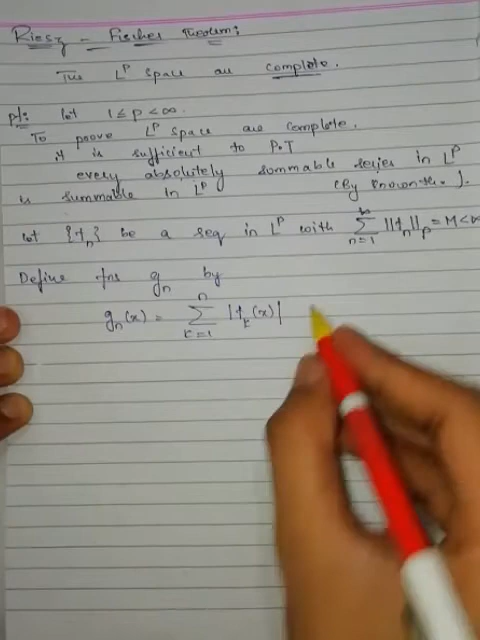 Riesz - Fischer Theorem:
The L^p space are complete.
pf: let 1 ≤ p < ∞.
To prove L^p space are complete.
it is sufficient to P.T
every absolutely summable series in L^p
is summable in L^p (By known thm.).
let {f_n} be a seq in L^p with ∑_{n=1}^{∞} ||f_n||_p = M < ∞
Define fns g_n by
g_n(x) = ∑_{k=1}^{n} |f_k(x)|